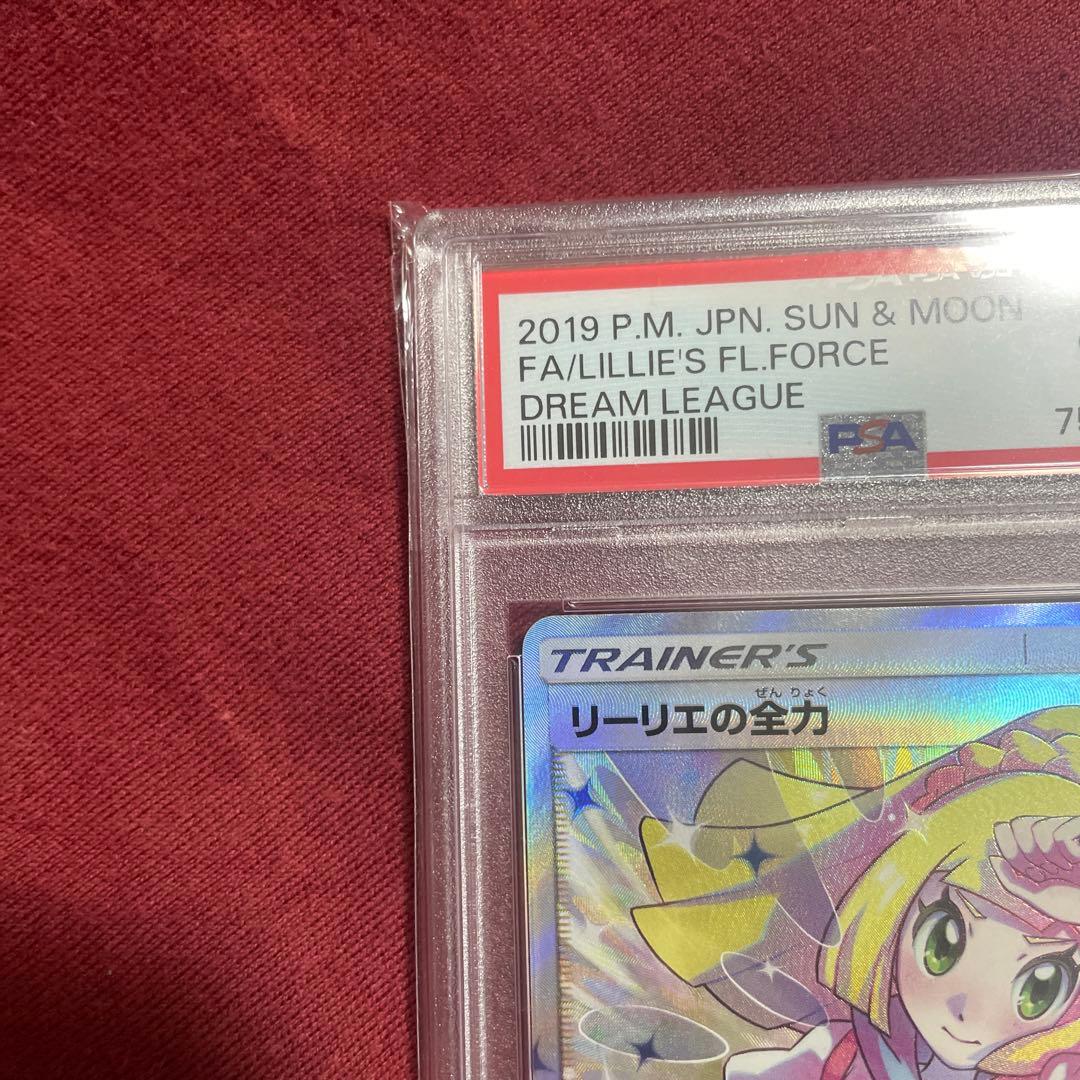 2019 P.M. JPN. SUN & MOON
FA/LILLIE'S FL.FORCE
DREAM LEAGUE
PSA
TRAINER'S
ぜん りょく
リーリエの全力